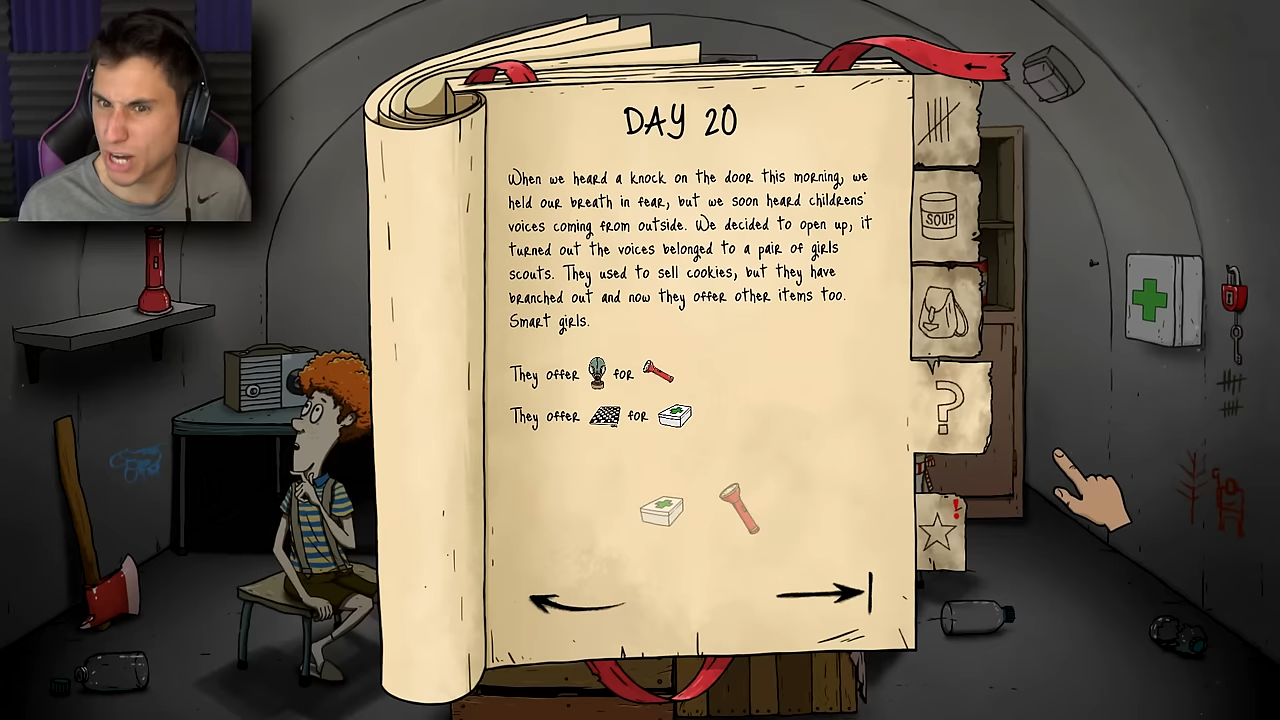 DAY 20
When we heard a knock on the door this morning, we
held our breath in fear, but we soon heard childrens'
voices coming from outside. We decided to open up, it
turned out the voices belonged to a pair of girls
scouts. They used to sell cookies, but they have
branched out and now they offer other items too.
Smart girls.
They offer for
They offer for
SOUP
?
!